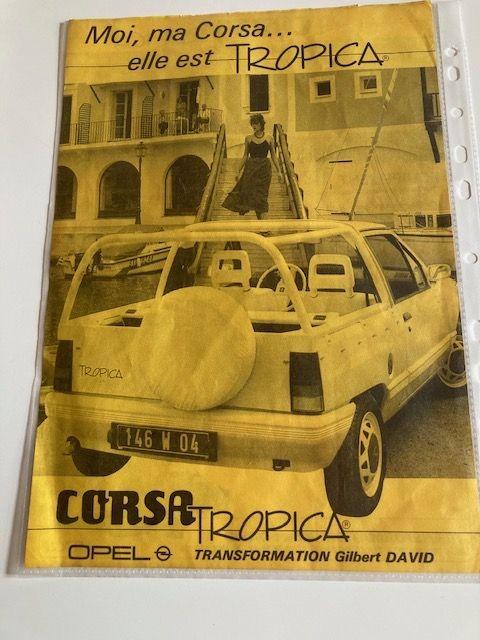 Moi, ma Corsa...
elle est TROPICA®
TROPICA
146 W 04
CORSA TROPICA®
OPEL TRANSFORMATION Gilbert DAVID